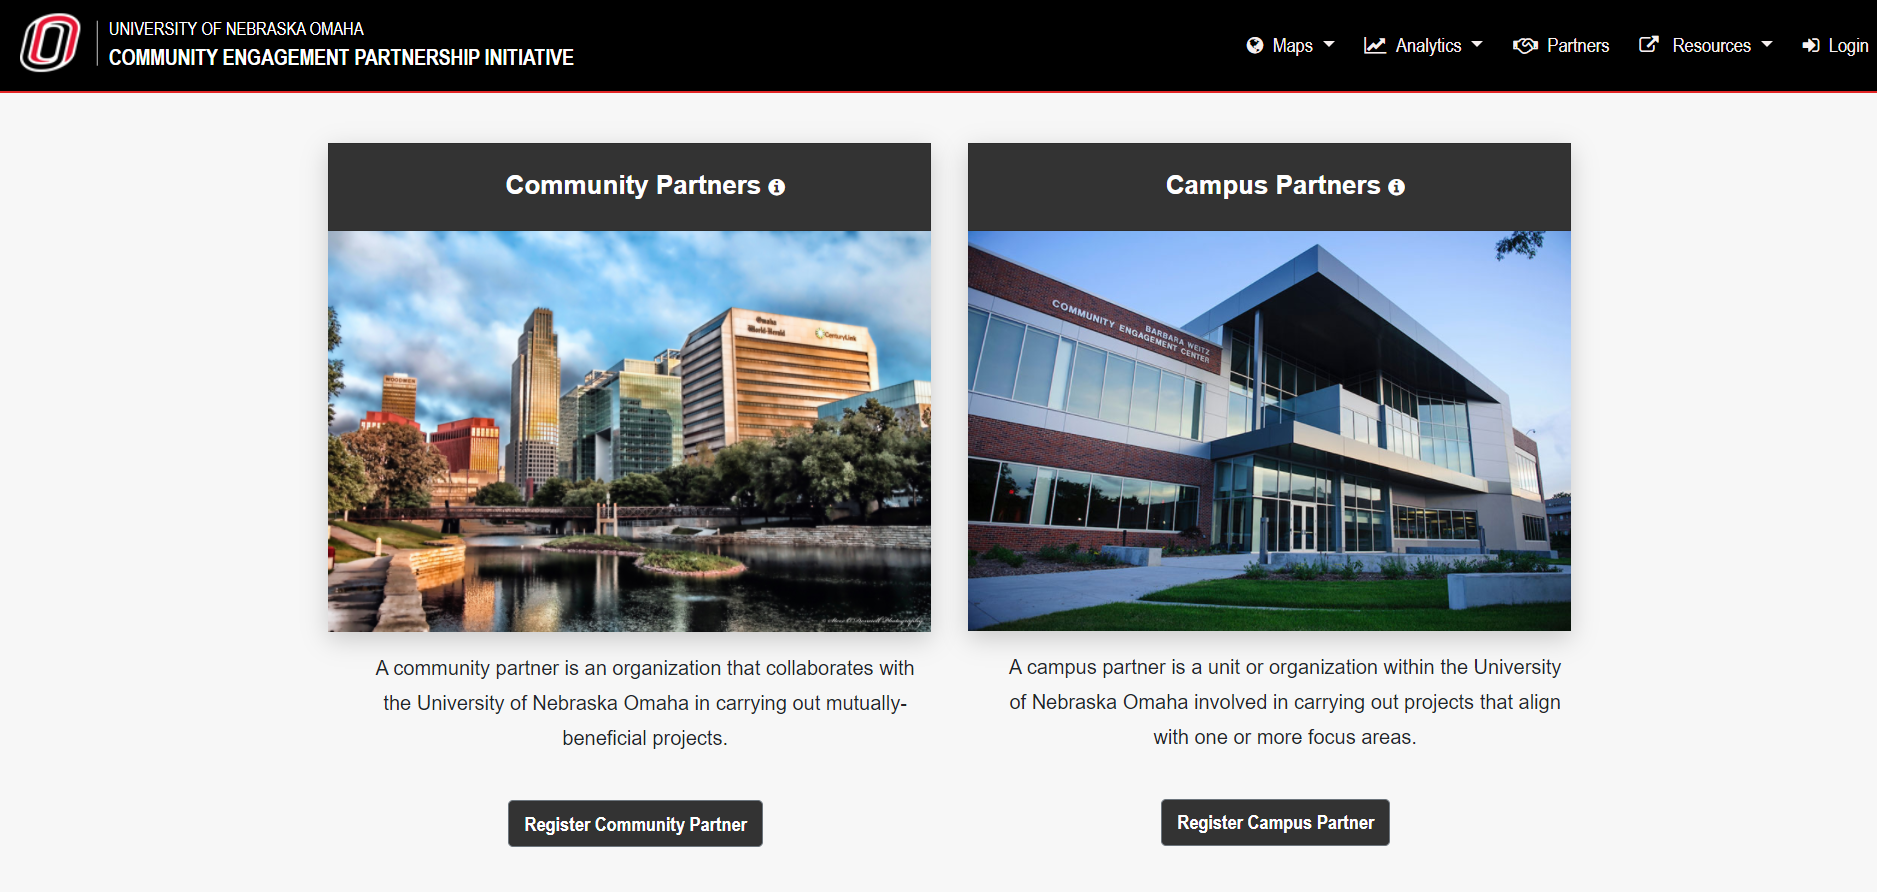 UNIVERSITY OF NEBRASKA OMAHA
COMMUNITY ENGAGEMENT PARTNERSHIP INITIATIVE
Maps
Analytics
Partners
Resources
Login
Community Partners
Omaha
World-Herald
CenturyLink
WOODMEN
© Steve O'Donnell Photography
A community partner is an organization that collaborates with
the University of Nebraska Omaha in carrying out mutually-
beneficial projects.
Register Community Partner
Campus Partners
BARBARA WEITZ
COMMUNITY ENGAGEMENT CENTER
A campus partner is a unit or organization within the University
of Nebraska Omaha involved in carrying out projects that align
with one or more focus areas.
Register Campus Partner